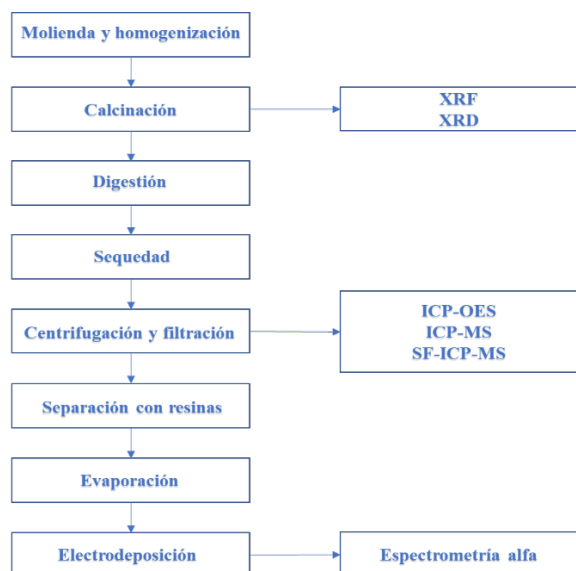 Molienda y homogenización
Calcinación
XRF
XRD
Digestión
Sequedad
Centrifugación y filtración
ICP-OES
ICP-MS
SF-ICP-MS
Separación con resinas
Evaporación
Electrodeposición
Espectrometría alfa